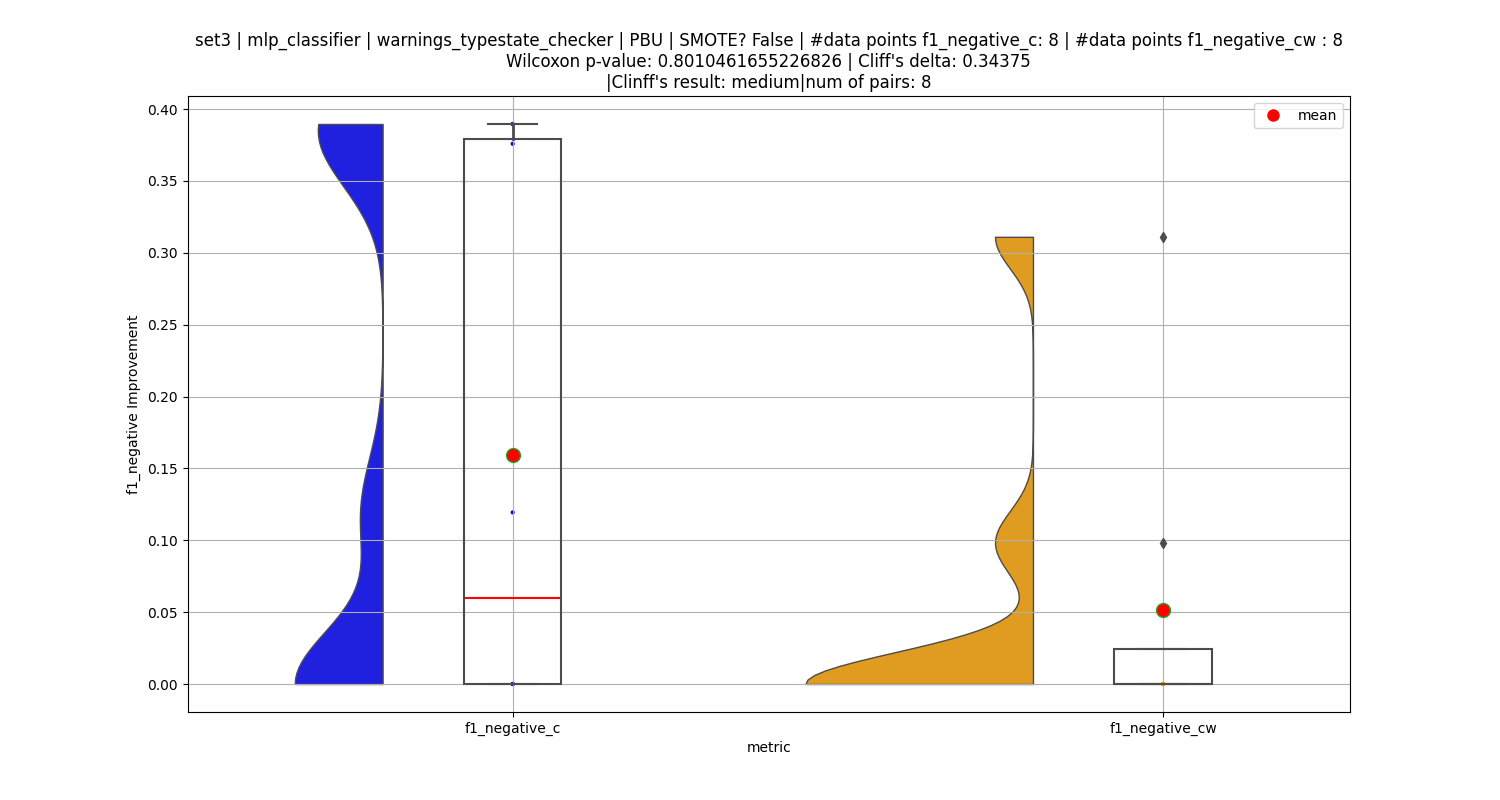 set3 | mlp_classifier | warnings_typestate_checker | PBU | SMOTE? False | #data points f1_negative_c: 8 | #data points f1_negative_cw : 8
Wilcoxon p-value: 0.8010461655226826 | Cliff's delta: 0.34375
|Clinff's result: medium|num of pairs: 8
mean
0.40
0.35
0.30
0.25
0.20
0.15
0.10
0.05
0.00
f1_negative Improvement
f1_negative_c
f1_negative_cw
metric